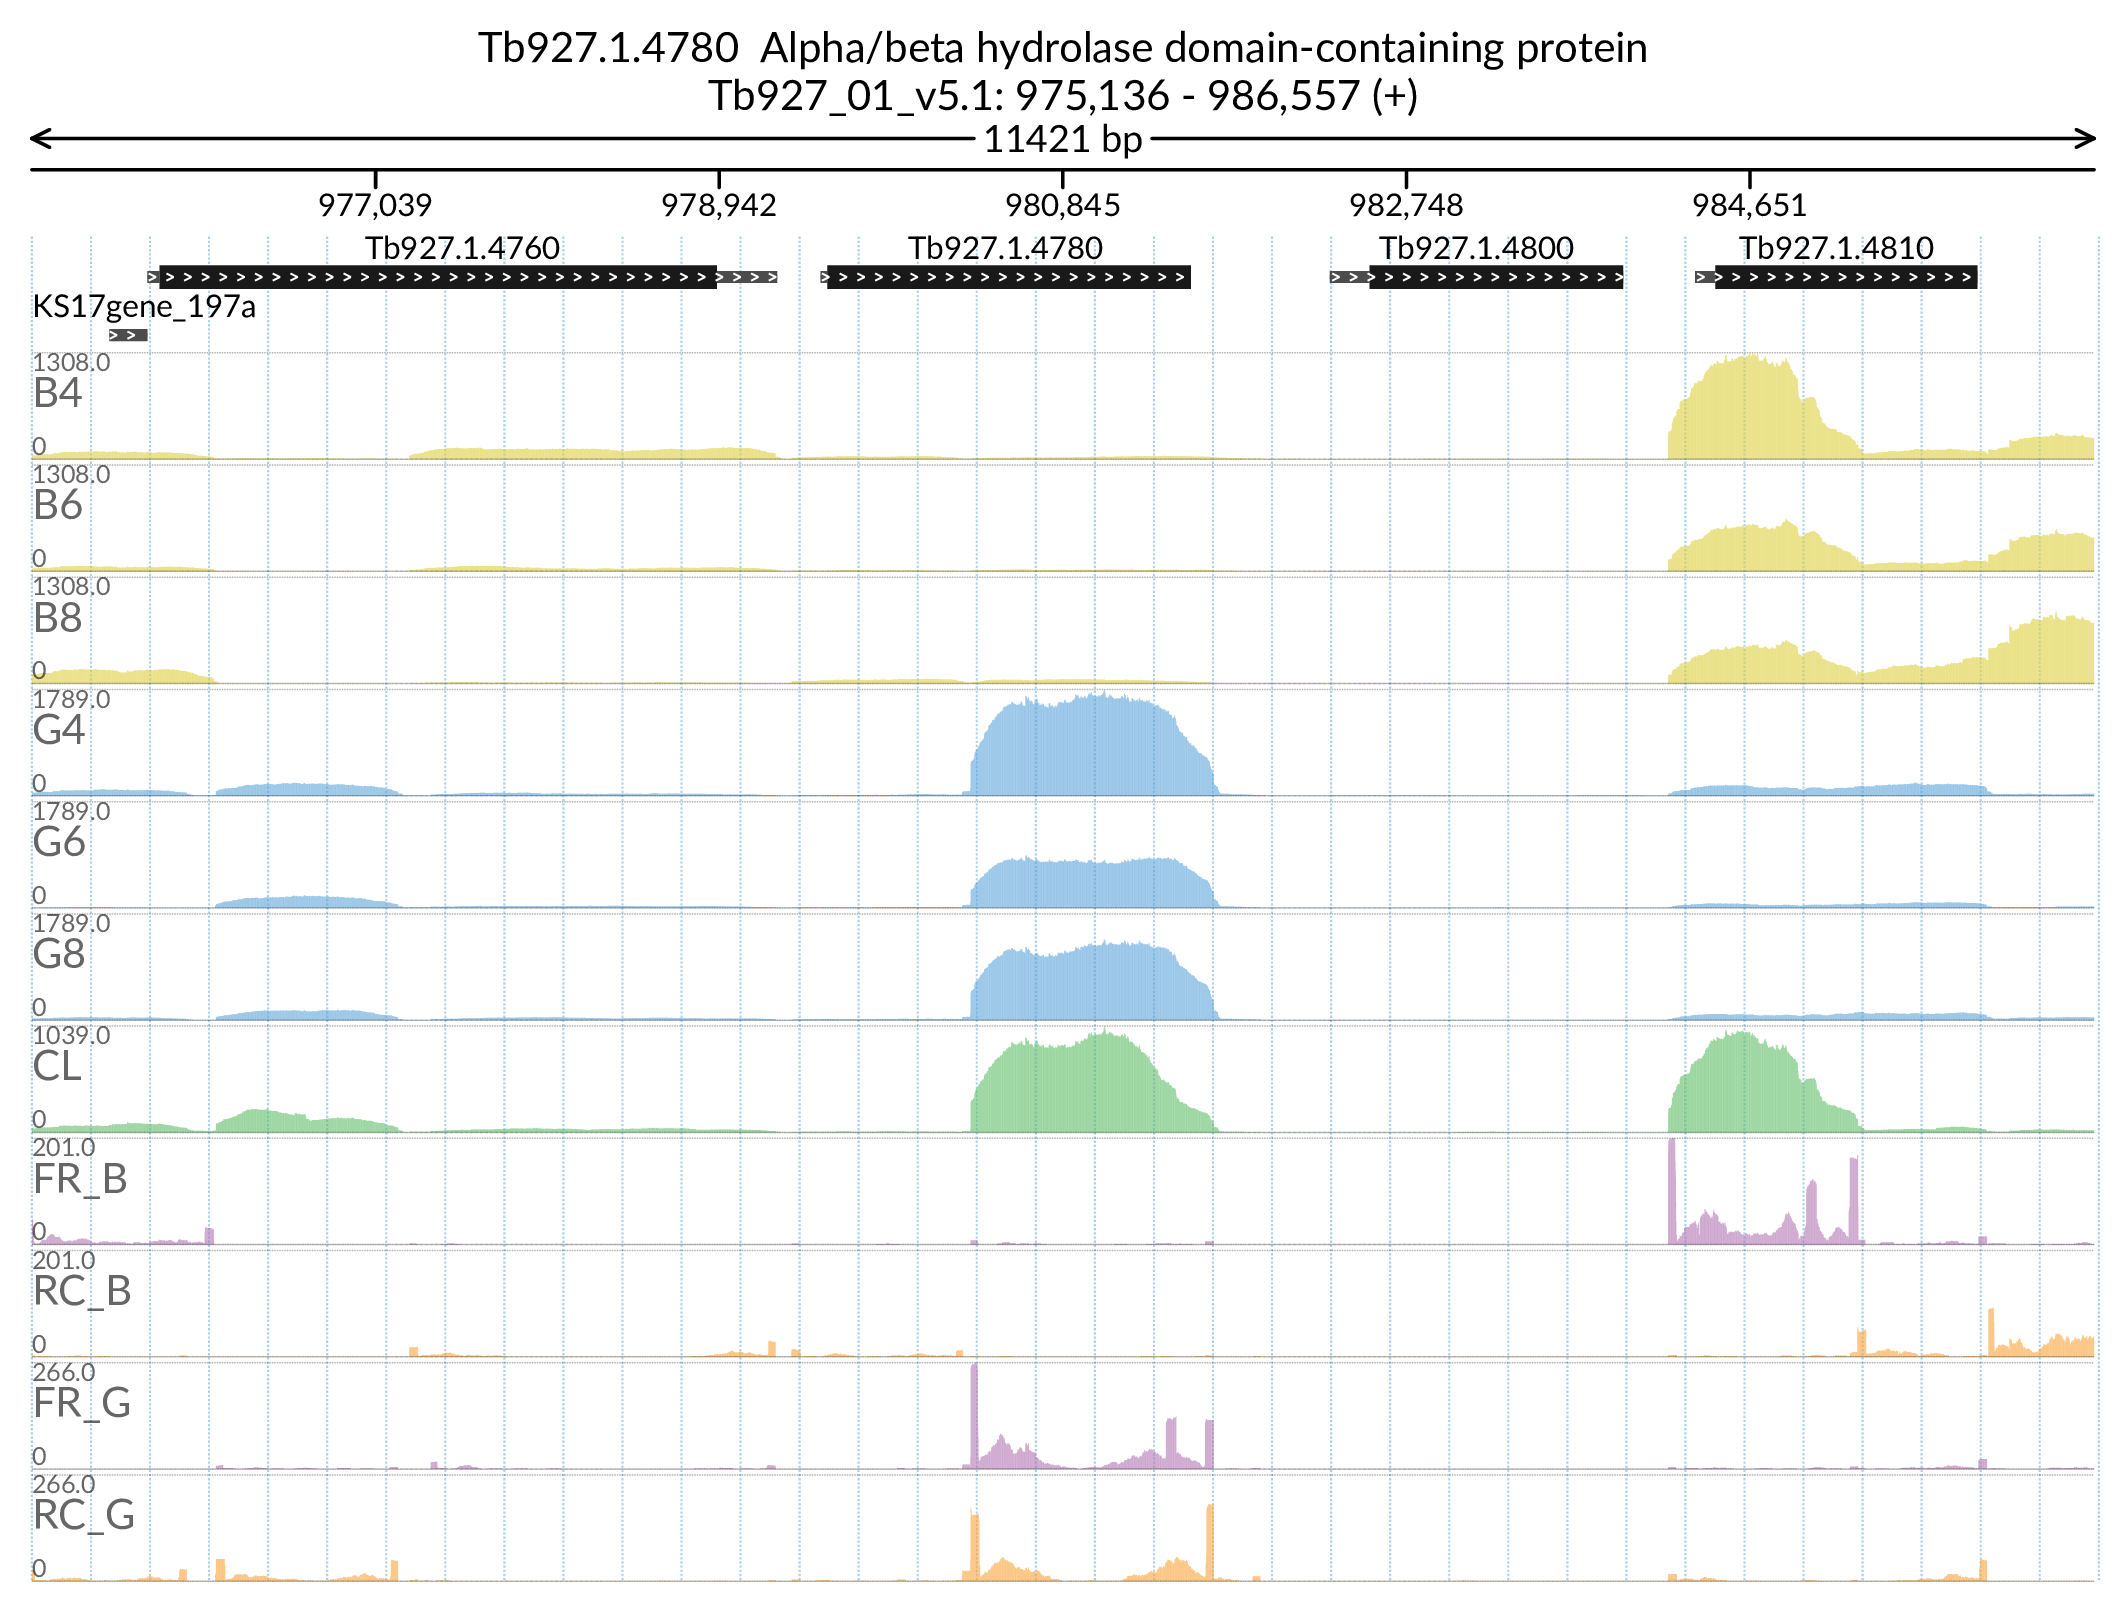 Tb927.1.4780  Alpha/beta hydrolase domain-containing protein
Tb927_01_v5.1: 975,136 - 986,557 (+)
11421 bp
977,039 978,942 980,845 982,748 984,651
Tb927.1.4760 Tb927.1.4780 Tb927.1.4800 Tb927.1.4810
KS17gene_197a
1308.0
B4
0
1308.0
B6
0
1308.0
B8
0
1789.0
G4
0
1789.0
G6
0
1789.0
G8
0
1039.0
CL
0
201.0
FR_B
0
201.0
RC_B
0
266.0
FR_G
0
266.0
RC_G
0